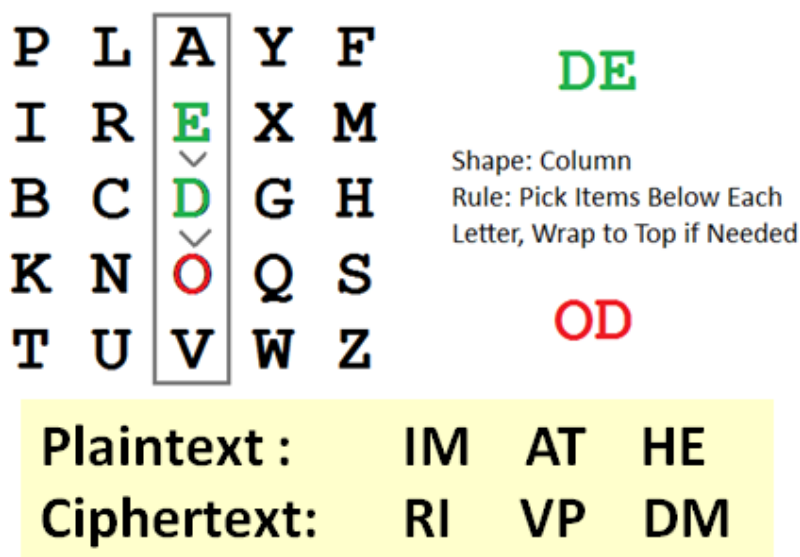 P L A Y F
I R E X M
B C D G H
K N O Q S
T U V W Z
DE
Shape: Column
Rule: Pick Items Below Each
Letter, Wrap to Top if Needed
OD
Plaintext : IM AT HE
Ciphertext: RI VP DM